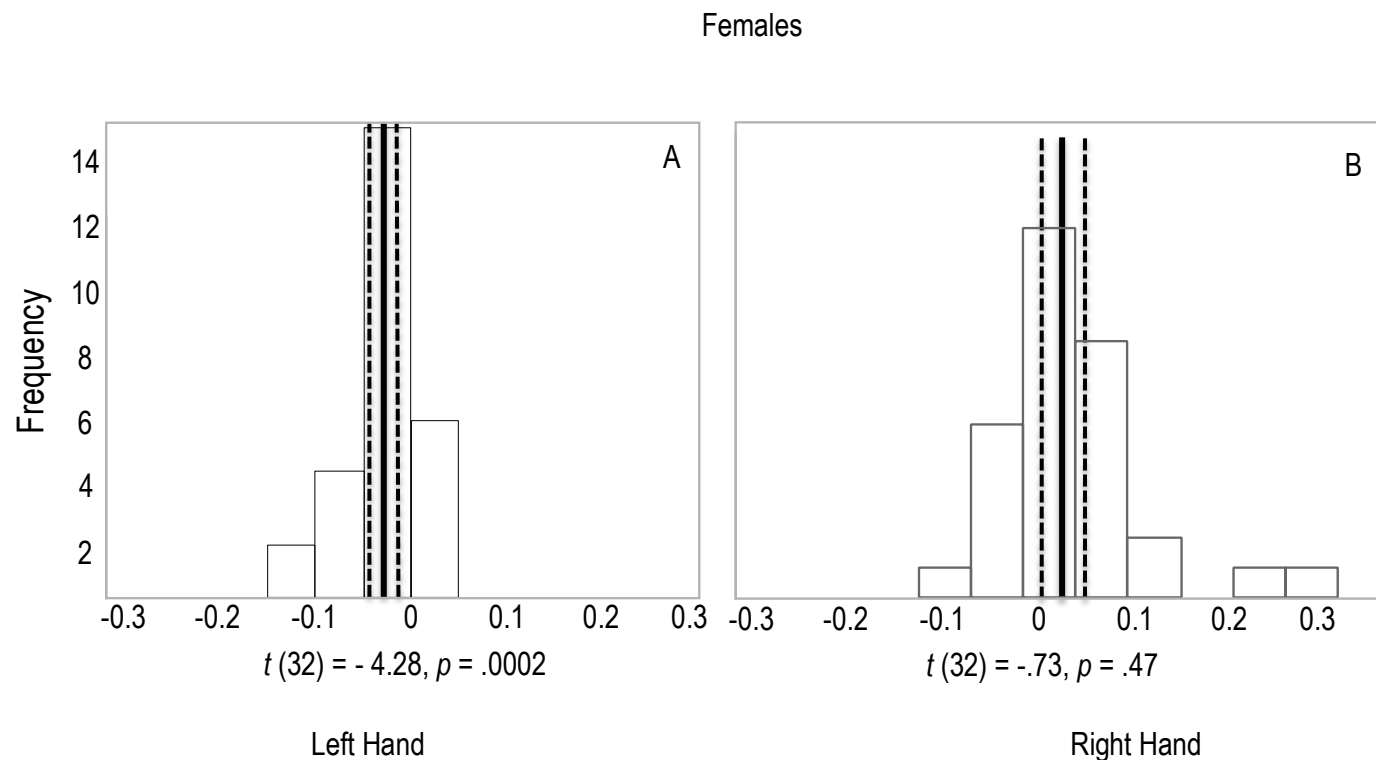 Females
A
B
Frequency
14
12
10
8
6
4
2
-0.3 -0.2 -0.1 0 0.1 0.2 0.3
-0.3 -0.2 -0.1 0 0.1 0.2 0.3
t (32) = - 4.28, p = .0002
t (32) = -.73, p = .47
Left Hand
Right Hand